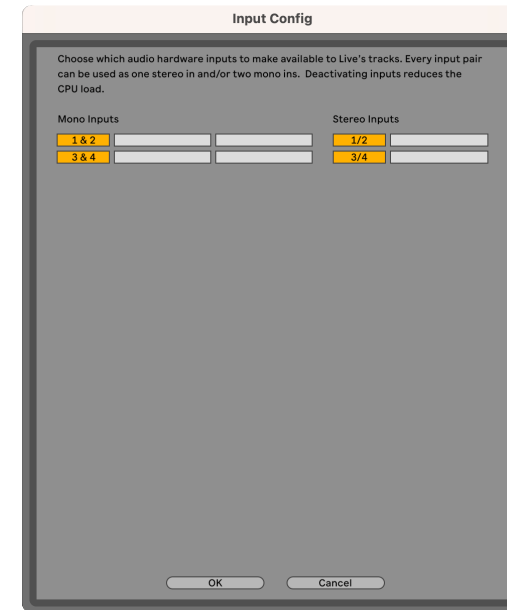 Input Config
Choose which audio hardware inputs to make available to Live's tracks. Every input pair
can be used as one stereo in and/or two mono ins.  Deactivating inputs reduces the
CPU load.
Mono Inputs Stereo Inputs
1 & 2 1/2
3 & 4 3/4
OK Cancel